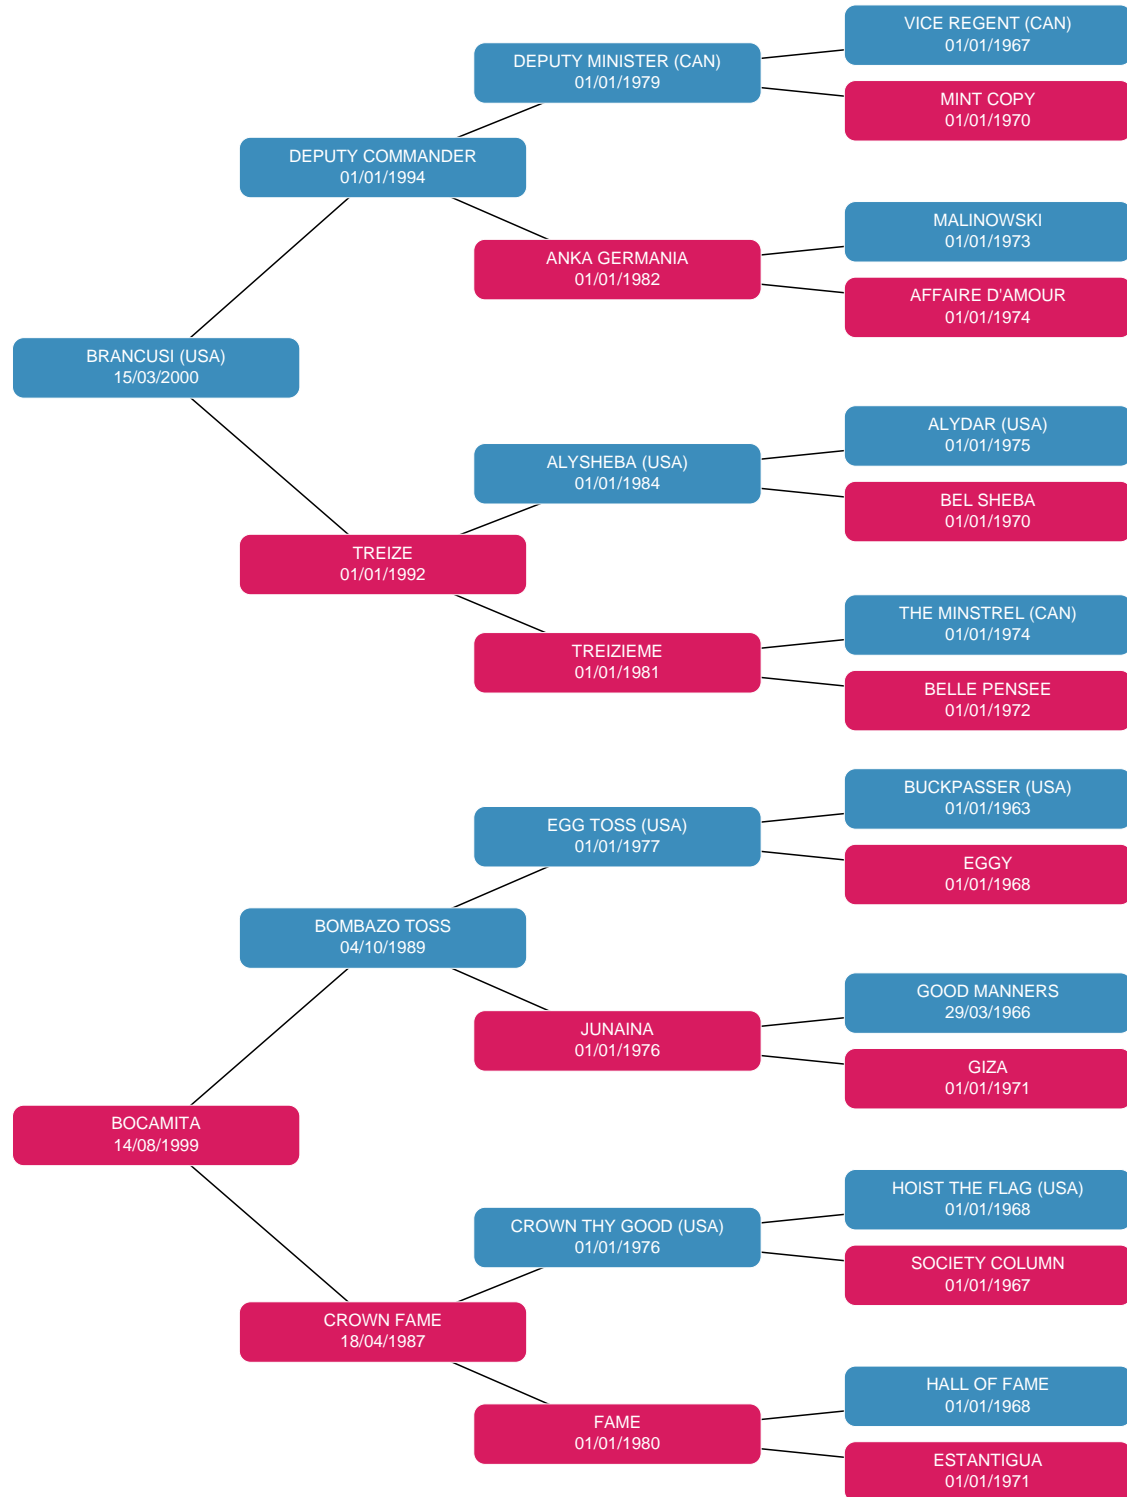 VICE REGENT (CAN)
01/01/1967
DEPUTY MINISTER (CAN)
01/01/1979
MINT COPY
01/01/1970
DEPUTY COMMANDER
01/01/1994
MALINOWSKI
01/01/1973
ANKA GERMANIA
01/01/1982
AFFAIRE D'AMOUR
01/01/1974
BRANCUSI (USA)
15/03/2000
ALYDAR (USA)
01/01/1975
ALYSHEBA (USA)
01/01/1984
BEL SHEBA
01/01/1970
TREIZE
01/01/1992
THE MINSTREL (CAN)
01/01/1974
TREIZIEME
01/01/1981
BELLE PENSEE
01/01/1972
BUCKPASSER (USA)
01/01/1963
EGG TOSS (USA)
01/01/1977
EGGY
01/01/1968
BOMBAZO TOSS
04/10/1989
GOOD MANNERS
29/03/1966
JUNAINA
01/01/1976
GIZA
01/01/1971
BOCAMITA
14/08/1999
HOIST THE FLAG (USA)
01/01/1968
CROWN THY GOOD (USA)
01/01/1976
SOCIETY COLUMN
01/01/1967
CROWN FAME
18/04/1987
HALL OF FAME
01/01/1968
FAME
01/01/1980
ESTANTIGUA
01/01/1971